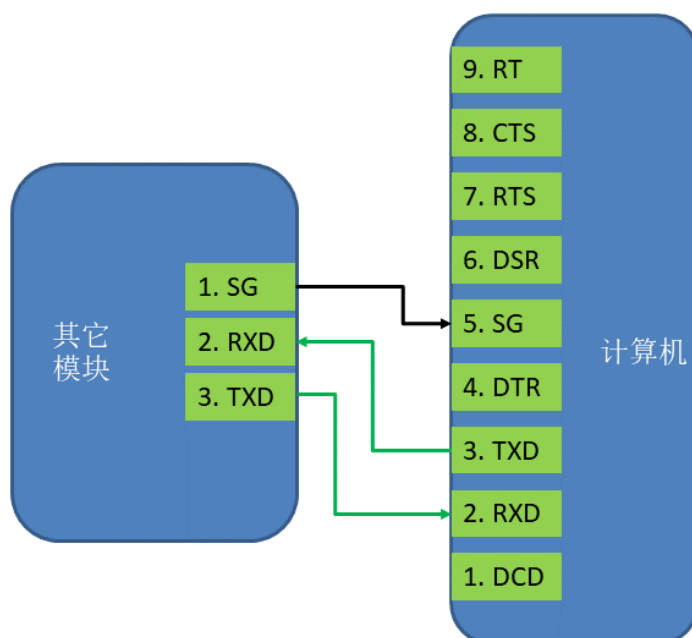 其它
模块
1. SG
2. RXD
3. TXD
9. RT
8. CTS
7. RTS
6. DSR
5. SG
4. DTR
3. TXD
2. RXD
1. DCD
计算机